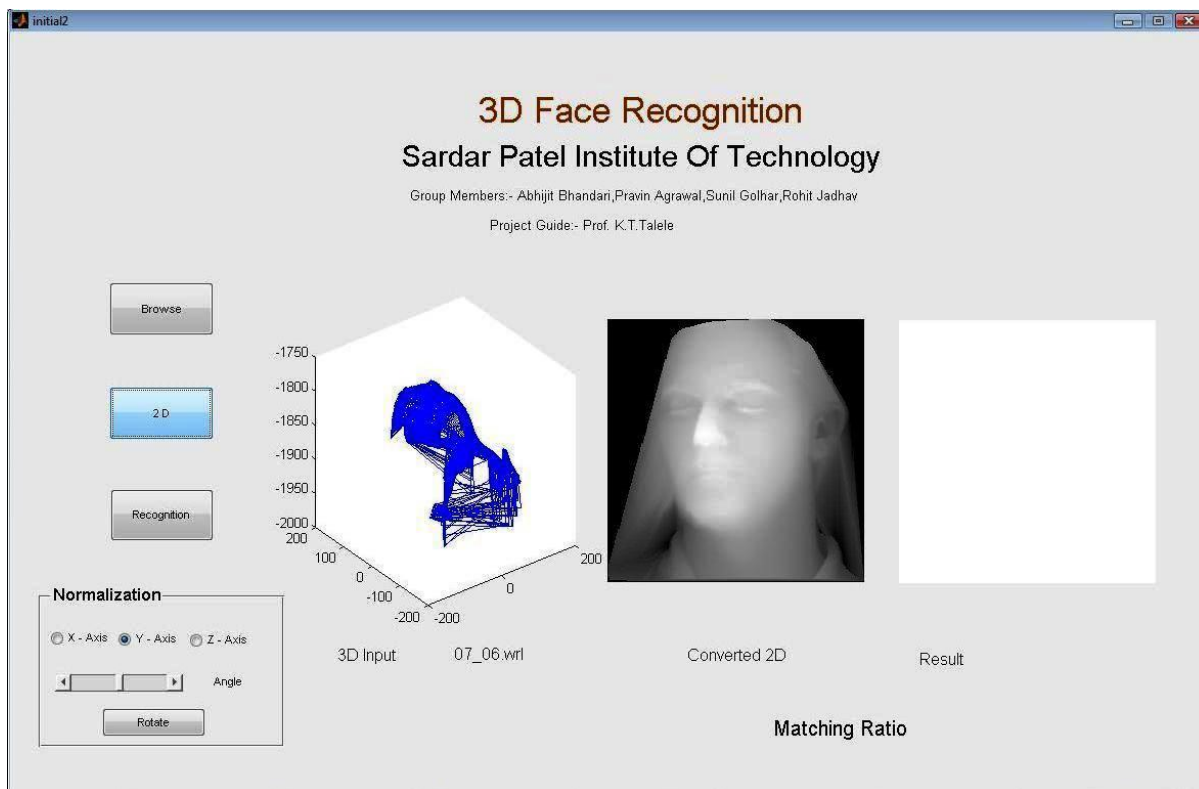 initial2
3D Face Recognition
Sardar Patel Institute Of Technology
Group Members:- Abhijit Bhandari,Pravin Agrawal,Sunil Golhar,Rohit Jadhav
Project Guide:- Prof. K.T.Talele
Browse
2 D
Recognition
Normalization
X - Axis Y - Axis Z - Axis
Angle
Rotate
-1750
-1800
-1850
-1900
-1950
-2000
200
100
0
-100
-200
-200
0
200
3D Input 07_06.wrl
Converted 2D
Result
Matching Ratio